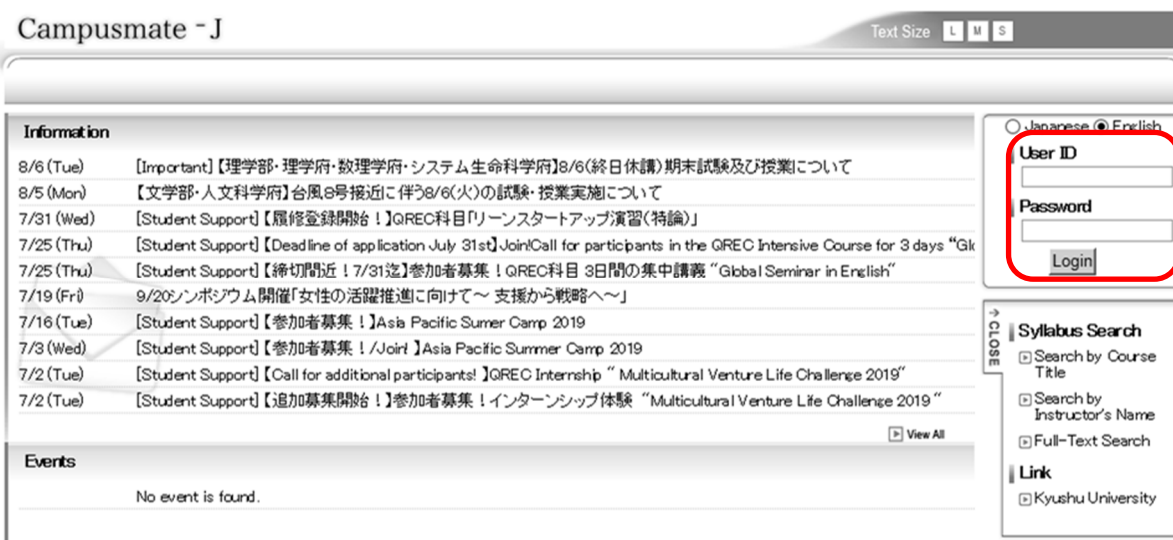 Campusmate - J
Text Size L M S
Information
8/6 (Tue) [Important]【理学部・理学府・数理学府・システム生命科学府】8/6(終日休講)期末試験及び授業について
8/5 (Mon) 【文学部・人文科学府】台風8号接近に伴う8/6(火)の試験・授業実施について
7/31 (Wed) [Student Support]【履修登録開始！】QREC科目「リーンスタートアップ演習(特論)」
7/25 (Thu) [Student Support]【Deadline of application July 31st】Join!Call for participants in the QREC Intensive Course for 3 days "Gl
7/25 (Thu) [Student Support]【締切間近！7/31迄】参加者募集！QREC科目 3日間の集中講義 "Global Seminar in English"
7/19 (Fri) 9/20シンポジウム開催「女性の活躍推進に向けて～ 支援から戦略へ～」
7/16 (Tue) [Student Support]【参加者募集！】Asia Pacific Sumer Camp 2019
7/3 (Wed) [Student Support]【参加者募集！/Join! 】Asia Pacific Summer Camp 2019
7/2 (Tue) [Student Support]【Call for additional participants! 】QREC Internship " Multicultural Venture Life Challenge 2019"
7/2 (Tue) [Student Support]【追加募集開始！】参加者募集！インターンシップ体験 "Multicultural Venture Life Challenge 2019 "
View All
Events
No event is found.
Japanese English
User ID
Password
Login
CLOSE
Syllabus Search
Search by Course
Title
Search by
Instructor's Name
Full-Text Search
Link
Kyushu University